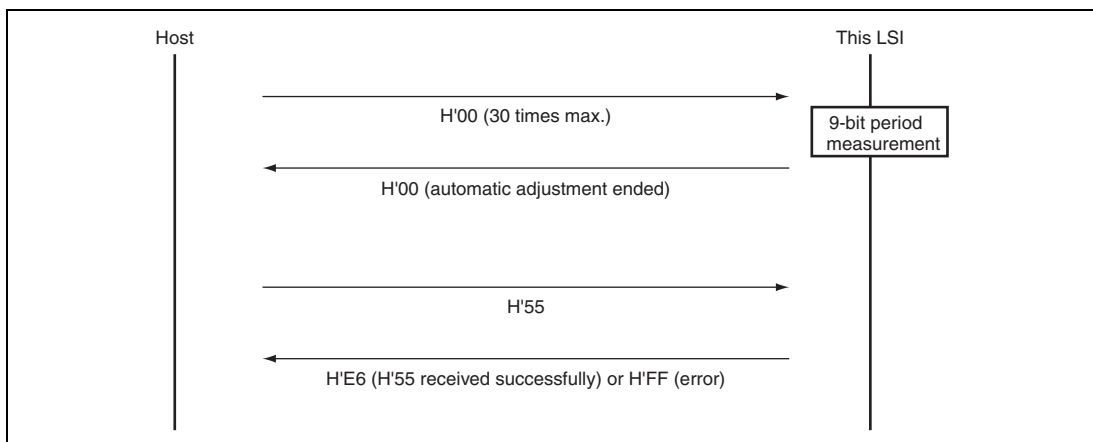 Host
This LSI
H'00 (30 times max.)
9-bit period
measurement
H'00 (automatic adjustment ended)
H'55
H'E6 (H'55 received successfully) or H'FF (error)